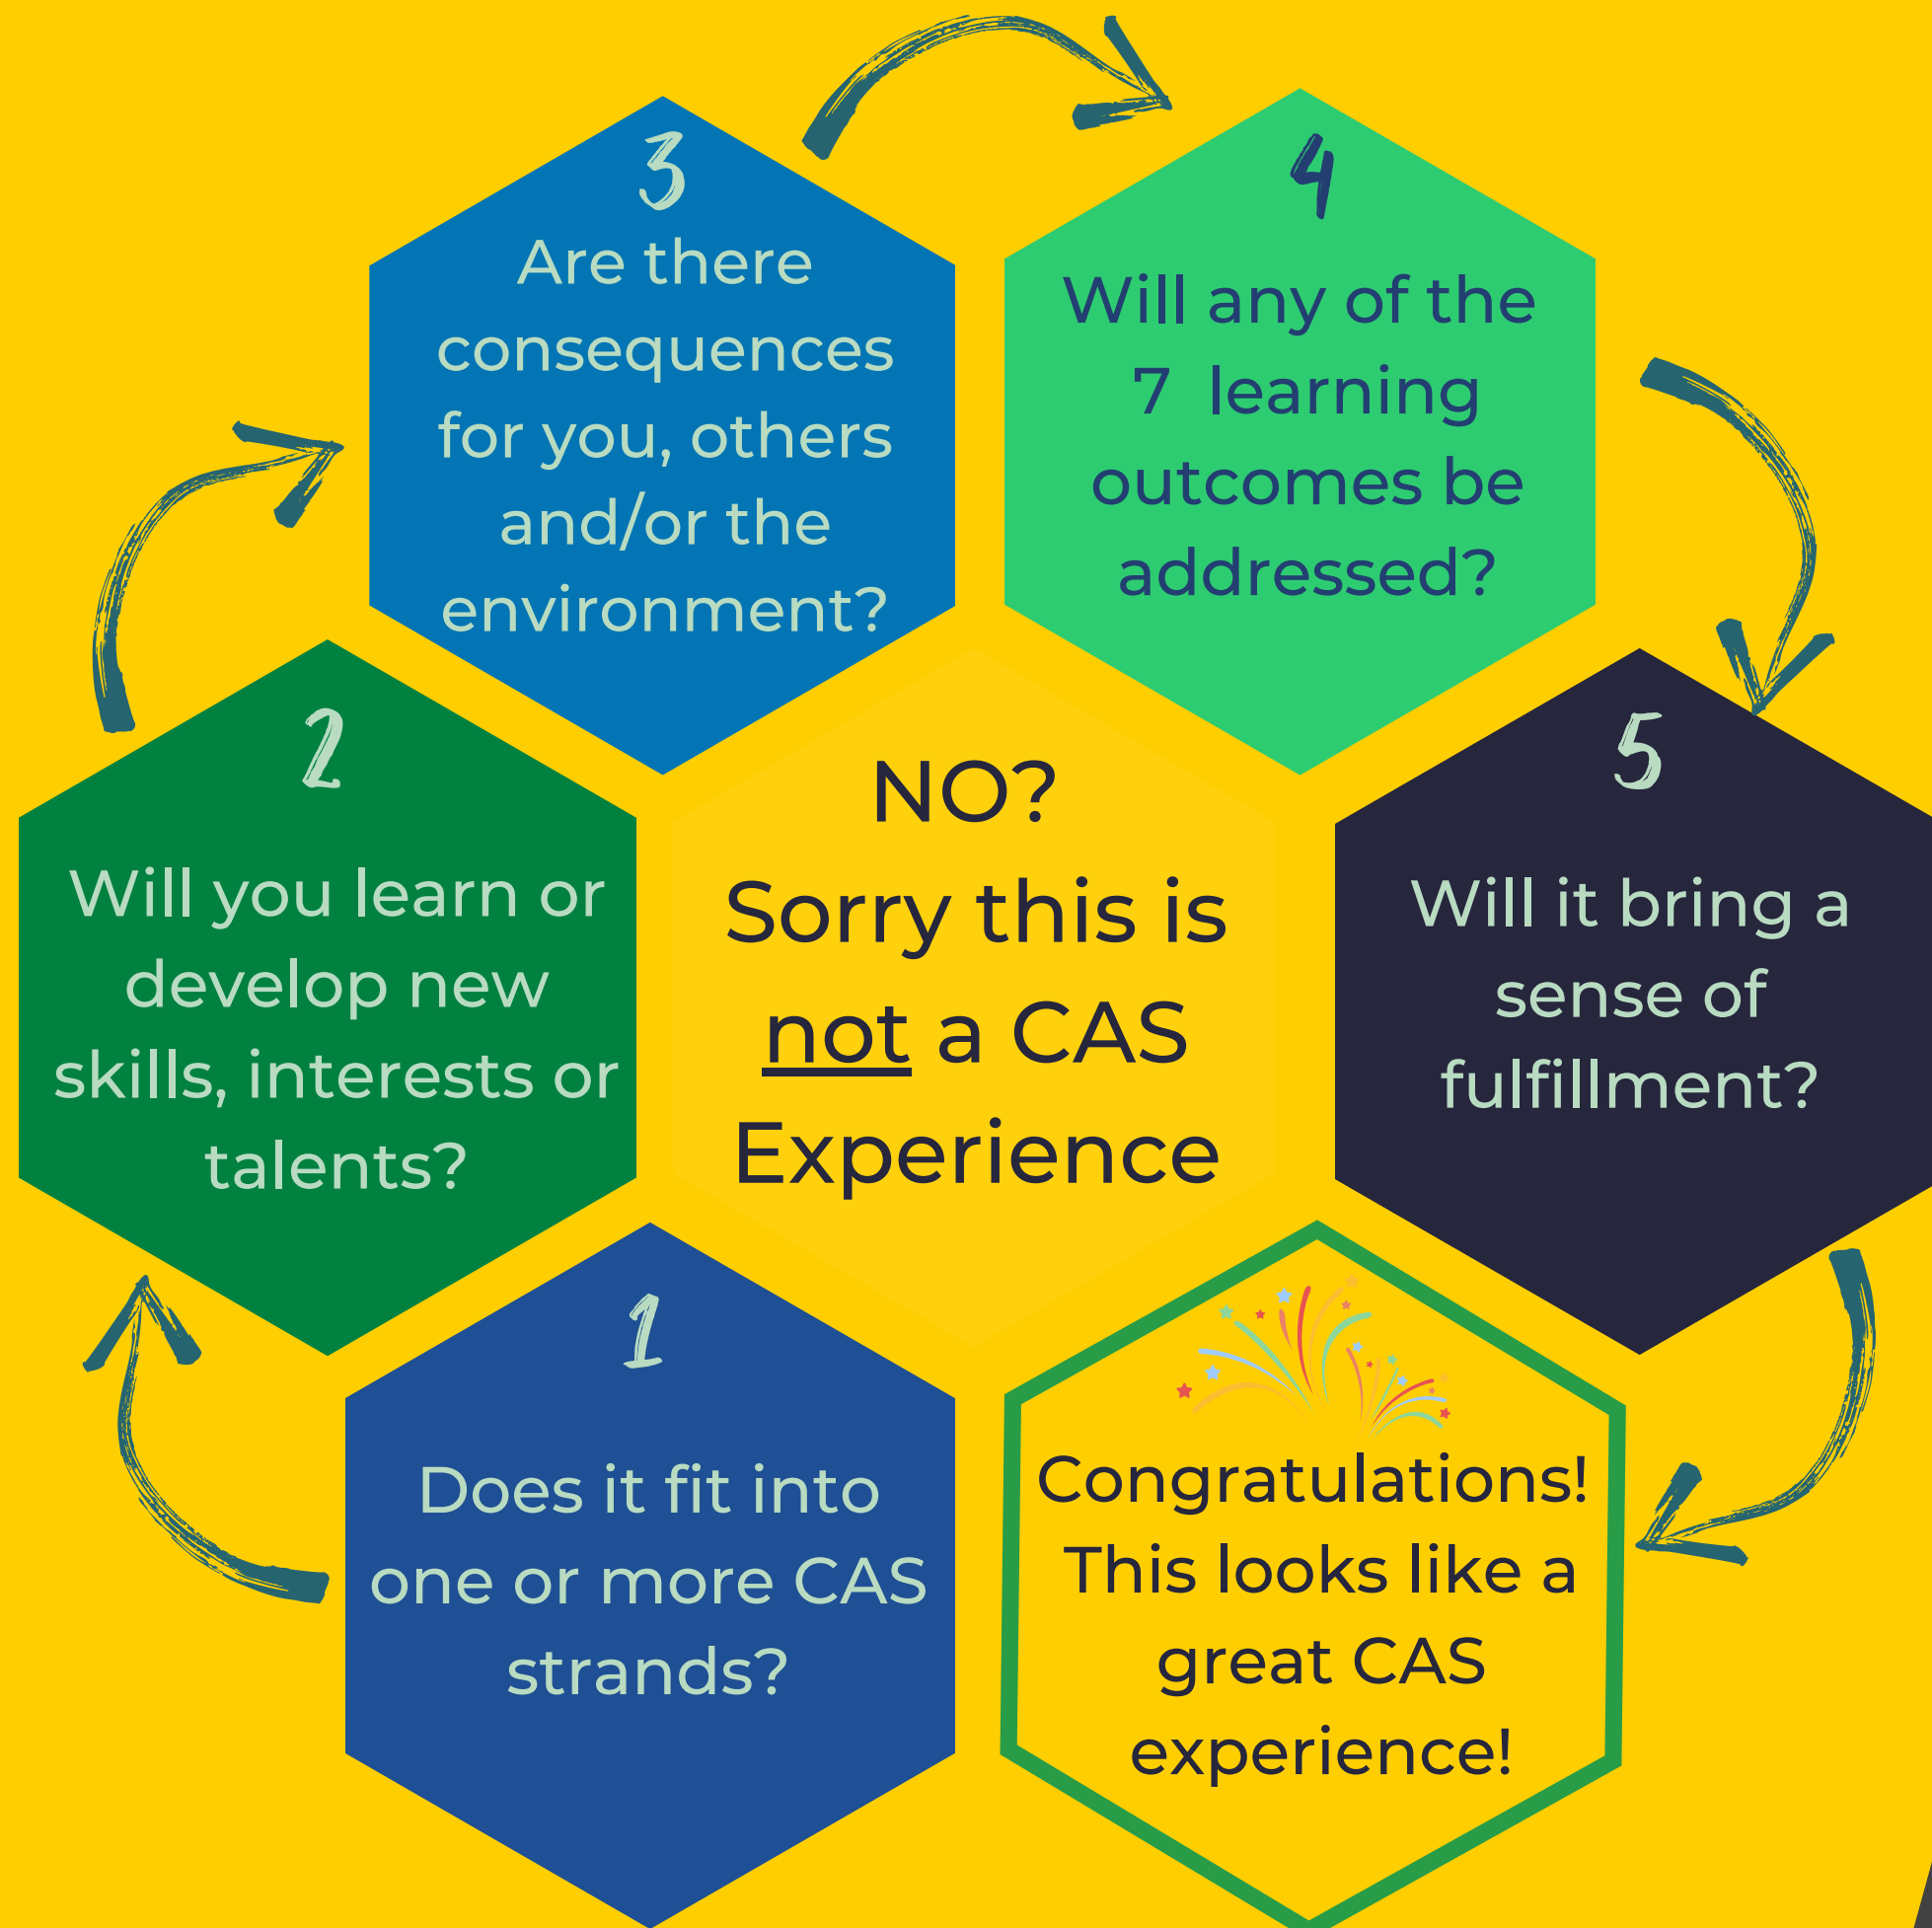 1
Does it fit into
one or more CAS
strands?
2
Will you learn or
develop new
skills, interests or
talents?
3
Are there
consequences
for you, others
and/or the
environment?
4
Will any of the
7 learning
outcomes be
addressed?
5
Will it bring a
sense of
fulfillment?
Congratulations!
This looks like a
great CAS
experience!
NO?
Sorry this is
not a CAS
Experience